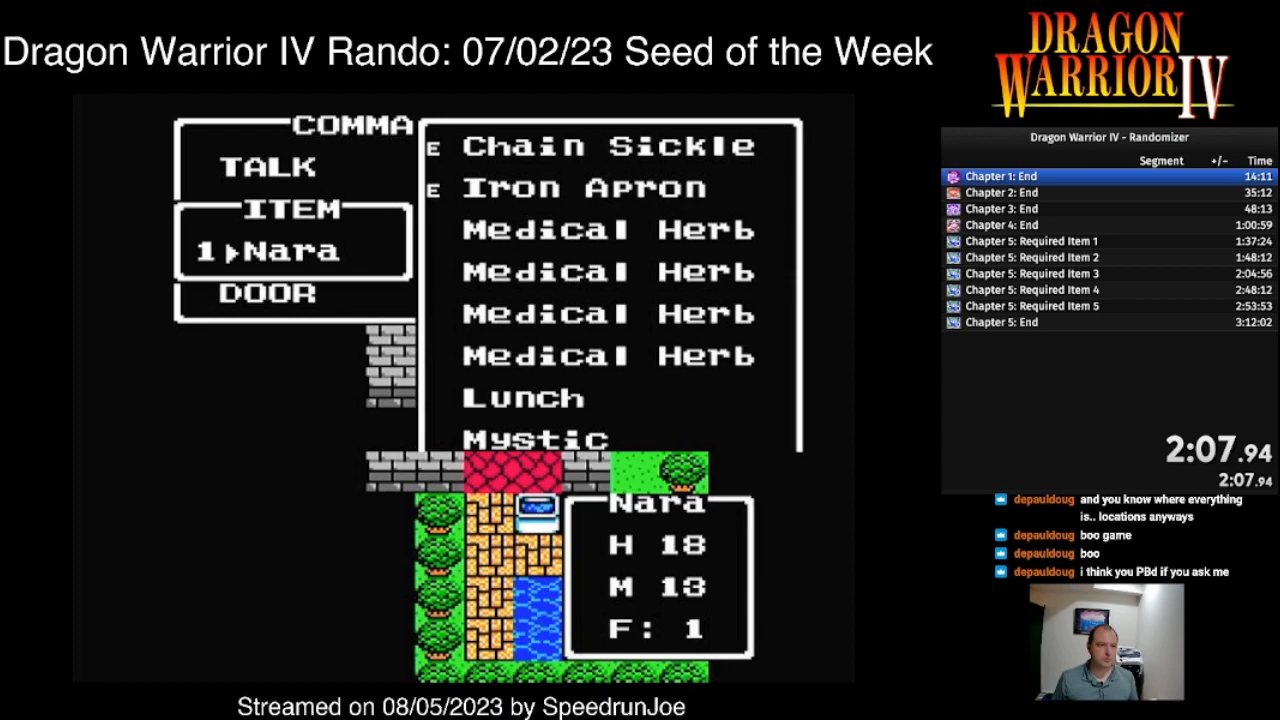 Dragon Warrior IV Rando: 07/02/23 Seed of the Week
DRAGON
WARRIOR IV
COMMA
TALK
ITEM
1 Nara
DOOR
E Chain Sickle
E Iron Apron
Medical Herb
Medical Herb
Medical Herb
Medical Herb
Lunch
Mystic
Nara
H 18
M 13
F: 1
Dragon Warrior IV - Randomizer
Segment +/- Time
Chapter 1: End 14:11
Chapter 2: End 35:12
Chapter 3: End 48:13
Chapter 4: End 1:00:59
Chapter 5: Required Item 1 1:37:24
Chapter 5: Required Item 2 1:48:12
Chapter 5: Required Item 3 2:04:56
Chapter 5: Required Item 4 2:48:12
Chapter 5: Required Item 5 2:53:53
Chapter 5: End 3:12:02
2:07.94
2:07.94
depauldoug and you know where everything
is.. locations anyways
depauldoug boo game
depauldoug boo
depauldoug i think you PBd if you ask me
Streamed on 08/05/2023 by SpeedrunJoe